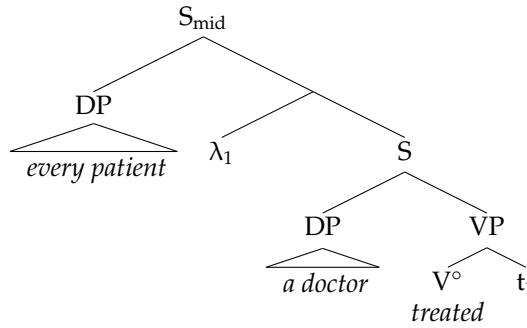 S_mid
DP
every patient λ₁ S
DP VP
a doctor V° t
treated